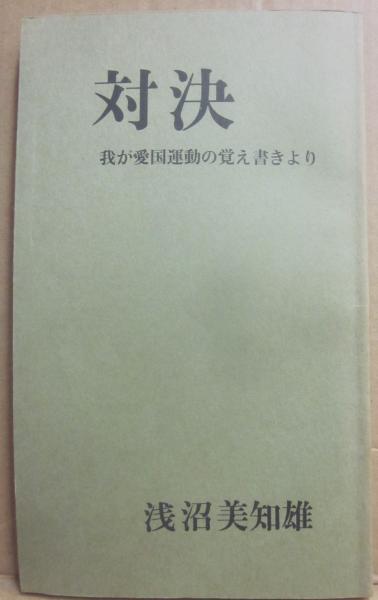 対決
我が愛国運動の覚え書きより
浅沼美知雄